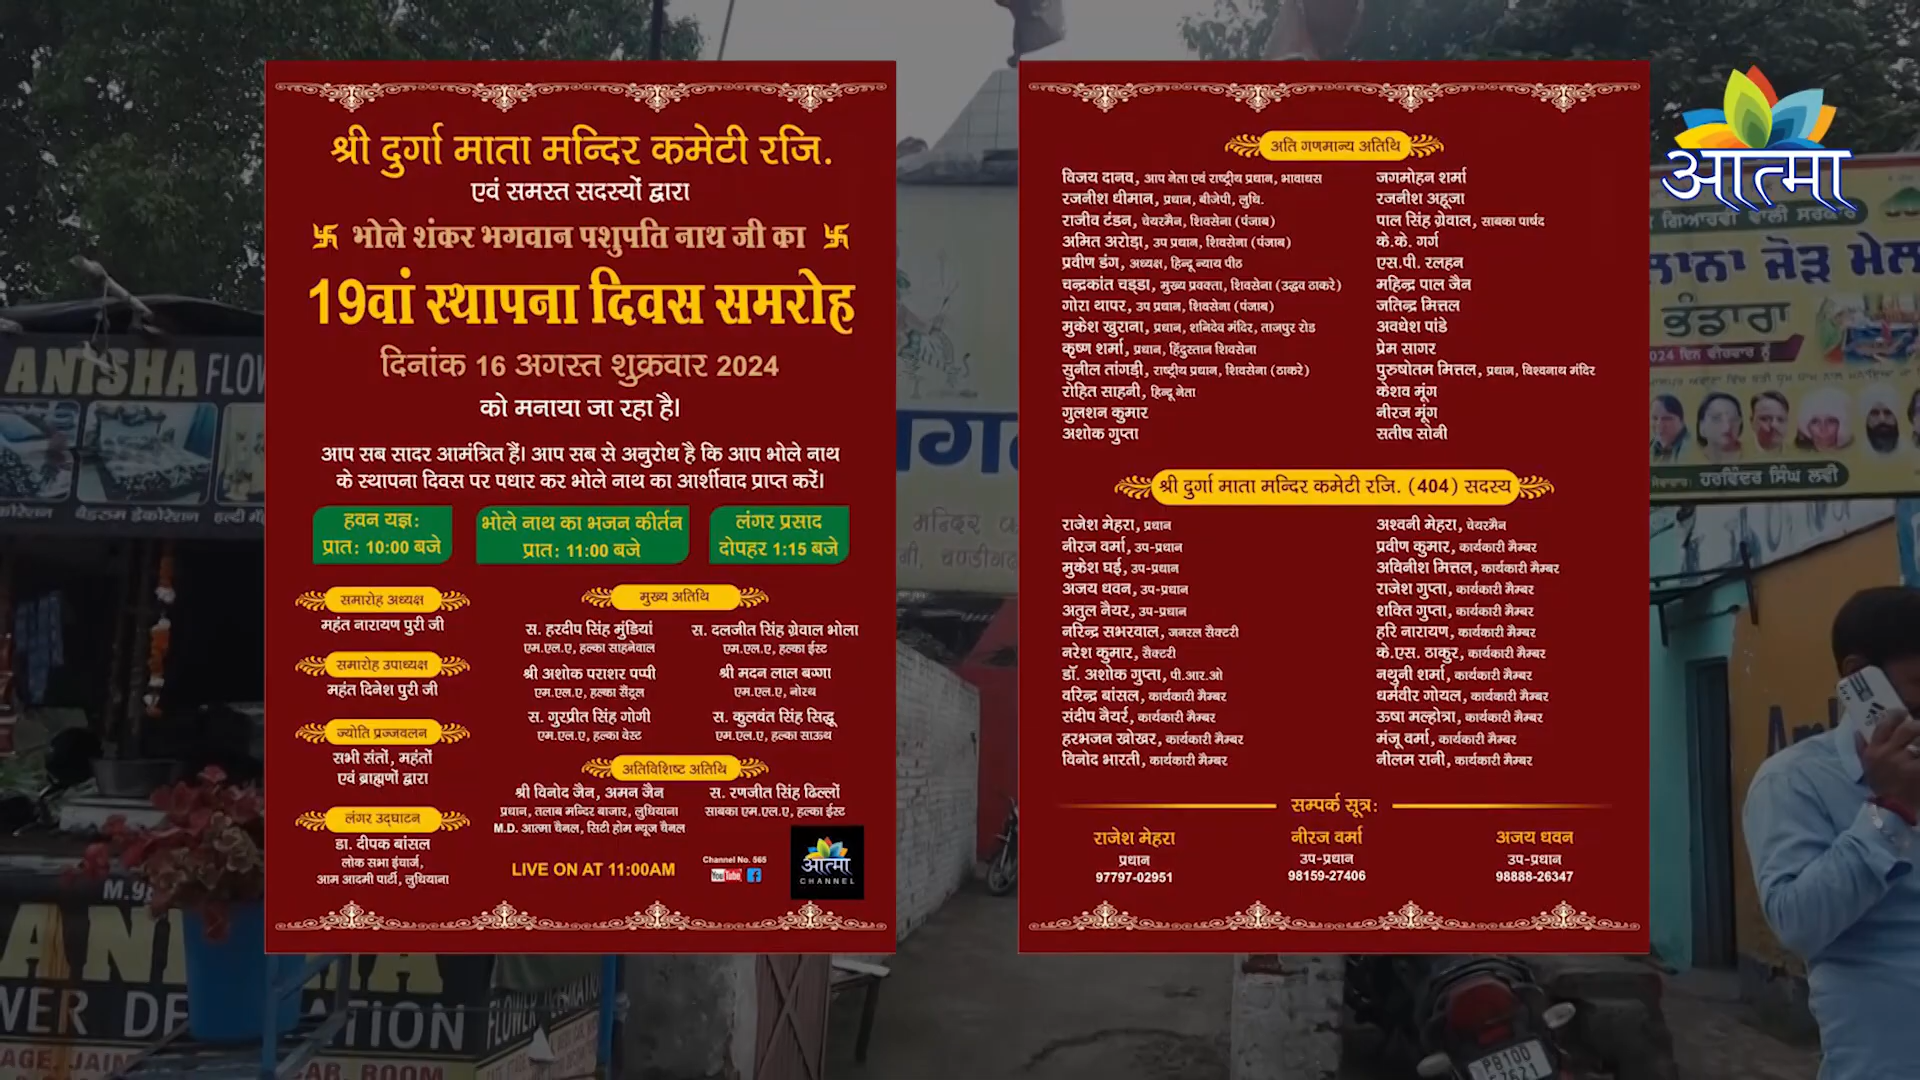 श्री दुर्गा माता मन्दिर कमेटी रजि.
एवं समस्त सदस्यों द्वारा
卐 भोले शंकर भगवान पशुपति नाथ जी का 卐
19वां स्थापना दिवस समरोह
दिनांक 16 अगस्त शुक्रवार 2024
को मनाया जा रहा है।
आप सब सादर आमंत्रित हैं। आप सब से अनुरोध है कि आप भोले नाथ
के स्थापना दिवस पर पधार कर भोले नाथ का आर्शीवाद प्राप्त करें।
हवन यज्ञ:
प्रात: 10:00 बजे
भोले नाथ का भजन कीर्तन
प्रात: 11:00 बजे
लंगर प्रसाद
दोपहर 1:15 बजे
समारोह अध्यक्ष
महंत नारायण पुरी जी
समारोह उपाध्यक्ष
महंत दिनेश पुरी जी
ज्योति प्रज्जवलन
सभी संतों, महंतों
एवं ब्राह्मणों द्वारा
लंगर उद्घाटन
डा. दीपक बांसल
लोक सभा इंचार्ज,
आम आदमी पार्टी, लुधियाना
मुख्य अतिथि
स. हरदीप सिंह मुंडियां
एम.एल.ए, हल्का साहनेवाल
स. दलजीत सिंह ग्रेवाल भोला
एम.एल.ए, हल्का ईस्ट
श्री अशोक पराशर पप्पी
एम.एल.ए, हल्का सैंट्रल
श्री मदन लाल बग्गा
एम.एल.ए, नोरथ
स. गुरप्रीत सिंह गोगी
एम.एल.ए, हल्का वेस्ट
स. कुलवंत सिंह सिद्धू
एम.एल.ए, हल्का साऊथ
अतिविशिष्ट अतिथि
श्री विनोद जैन, अमन जैन
प्रधान, तलाब मन्दिर बाजार, लुधियाना
M.D. आत्मा चैनल, सिटी होम न्यूज चैनल
स. रणजीत सिंह ढिल्लों
साबका एम.एल.ए, हल्का ईस्ट
LIVE ON AT 11:00AM
Channel No. 565
YouTube f
आत्मा
CHANNEL
अति गणमान्य अतिथि
विजय दानव, आप नेता एवं राष्ट्रीय प्रधान, भावाधस
रजनीश धीमान, प्रधान, बीजेपी, लुधि.
राजीव टंडन, चेयरमैन, शिवसेना (पंजाब)
अमित अरोड़ा, उप प्रधान, शिवसेना (पंजाब)
प्रवीण डंग, अध्यक्ष, हिन्दू न्याय पीठ
चन्द्रकांत चड्डा, मुख्य प्रवक्ता, शिवसेना (उद्धव ठाकरे)
गोरा थापर, उप प्रधान, शिवसेना (पंजाब)
मुकेश खुराना, प्रधान, शनिदेव मंदिर, ताजपुर रोड
कृष्ण शर्मा, प्रधान, हिंदुस्तान शिवसेना
सुनील तांगड़ी, राष्ट्रीय प्रधान, शिवसेना (ठाकरे)
रोहित साहनी, हिन्दू नेता
गुलशन कुमार
अशोक गुप्ता
जगमोहन शर्मा
रजनीश अहूजा
पाल सिंह ग्रेवाल, साबका पार्षद
के.के. गर्ग
एस.पी. रलहन
महिन्द्र पाल जैन
जतिन्द्र मित्तल
अवधेश पांडे
प्रेम सागर
पुरुषोतम मित्तल, प्रधान, विश्वनाथ मंदिर
केशव मूंग
नीरज मूंग
सतीष सोनी
श्री दुर्गा माता मन्दिर कमेटी रजि. (404) सदस्य
राजेश मेहरा, प्रधान
नीरज वर्मा, उप-प्रधान
मुकेश घई, उप-प्रधान
अजय धवन, उप-प्रधान
अतुल नैयर, उप-प्रधान
नरिन्द्र सभरवाल, जनरल सैक्टरी
नरेश कुमार, सैक्टरी
डॉ. अशोक गुप्ता, पी.आर.ओ
वरिन्द्र बांसल, कार्यकारी मैम्बर
संदीप नैयर्र, कार्यकारी मैम्बर
हरभजन खोखर, कार्यकारी मैम्बर
विनोद भारती, कार्यकारी मैम्बर
अश्वनी मेहरा, चेयरमैन
प्रवीण कुमार, कार्यकारी मैम्बर
अविनीश मित्तल, कार्यकारी मैम्बर
राजेश गुप्ता, कार्यकारी मैम्बर
शक्ति गुप्ता, कार्यकारी मैम्बर
हरि नारायण, कार्यकारी मैम्बर
के.एस. ठाकुर, कार्यकारी मैम्बर
नथुनी शर्मा, कार्यकारी मैम्बर
धर्मवीर गोयल, कार्यकारी मैम्बर
ऊषा मल्होत्रा, कार्यकारी मैम्बर
मंजू वर्मा, कार्यकारी मैम्बर
नीलम रानी, कार्यकारी मैम्बर
सम्पर्क सूत्र:
राजेश मेहरा
प्रधान
97797-02951
नीरज वर्मा
उप-प्रधान
98159-27406
अजय धवन
उप-प्रधान
98888-26347
आत्मा
ANISHA FLOW
बैडरूम डेकोरेशन
ਗਿਆਰਵੀ ਵਾਲੀ ਸਰਕਾਰ
ਲਾਨਾ ਜੋੜ ਮੇਲਾ
ਭੰਡਾਰਾ
ਹਰਵਿੰਦਰ ਸਿੰਘ ਲਵੀ
मन्दिर
FLOWER
PB10D